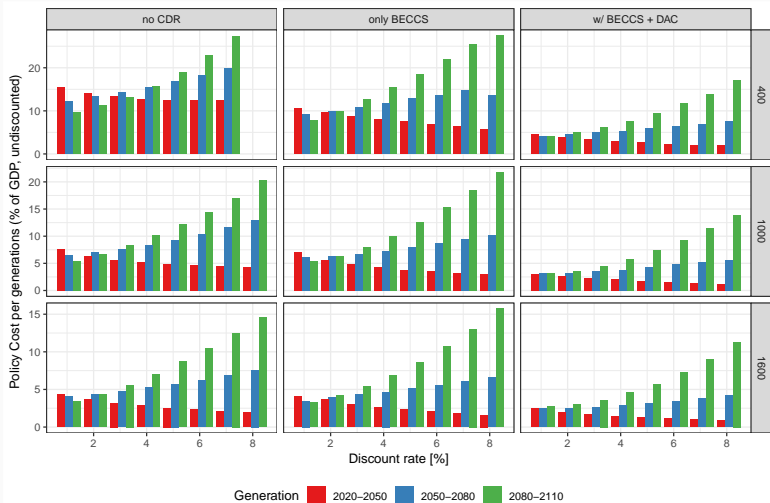 no CDR
only BECCS
w/ BECCS + DAC
Policy Cost per generations (% of GDP, undiscounted)
20
10
0
400
20
15
10
5
0
1000
15
10
5
0
1600
2 4 6 8
2 4 6 8
2 4 6 8
Discount rate [%]
Generation 2020−2050 2050−2080 2080−2110